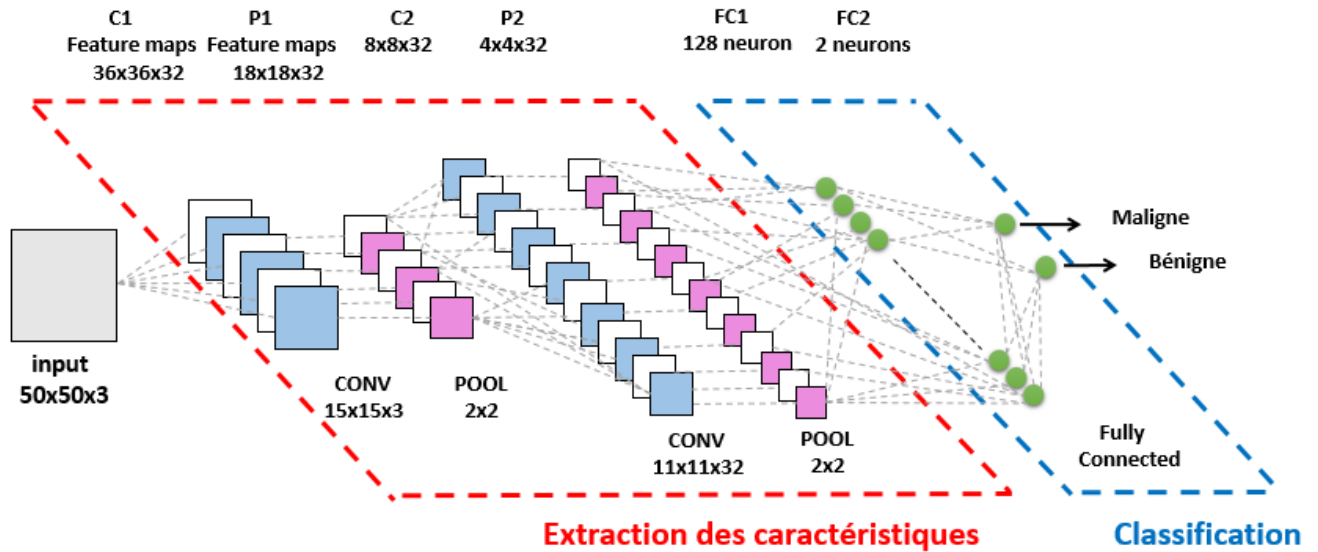 C1
Feature maps
36x36x32
P1
Feature maps
18x18x32
C2
8x8x32
P2
4x4x32
FC1
128 neuron
FC2
2 neurons
input
50x50x3
CONV
15x15x3
POOL
2x2
CONV
11x11x32
POOL
2x2
Maligne
Bénigne
Fully
Connected
Extraction des caractéristiques
Classification